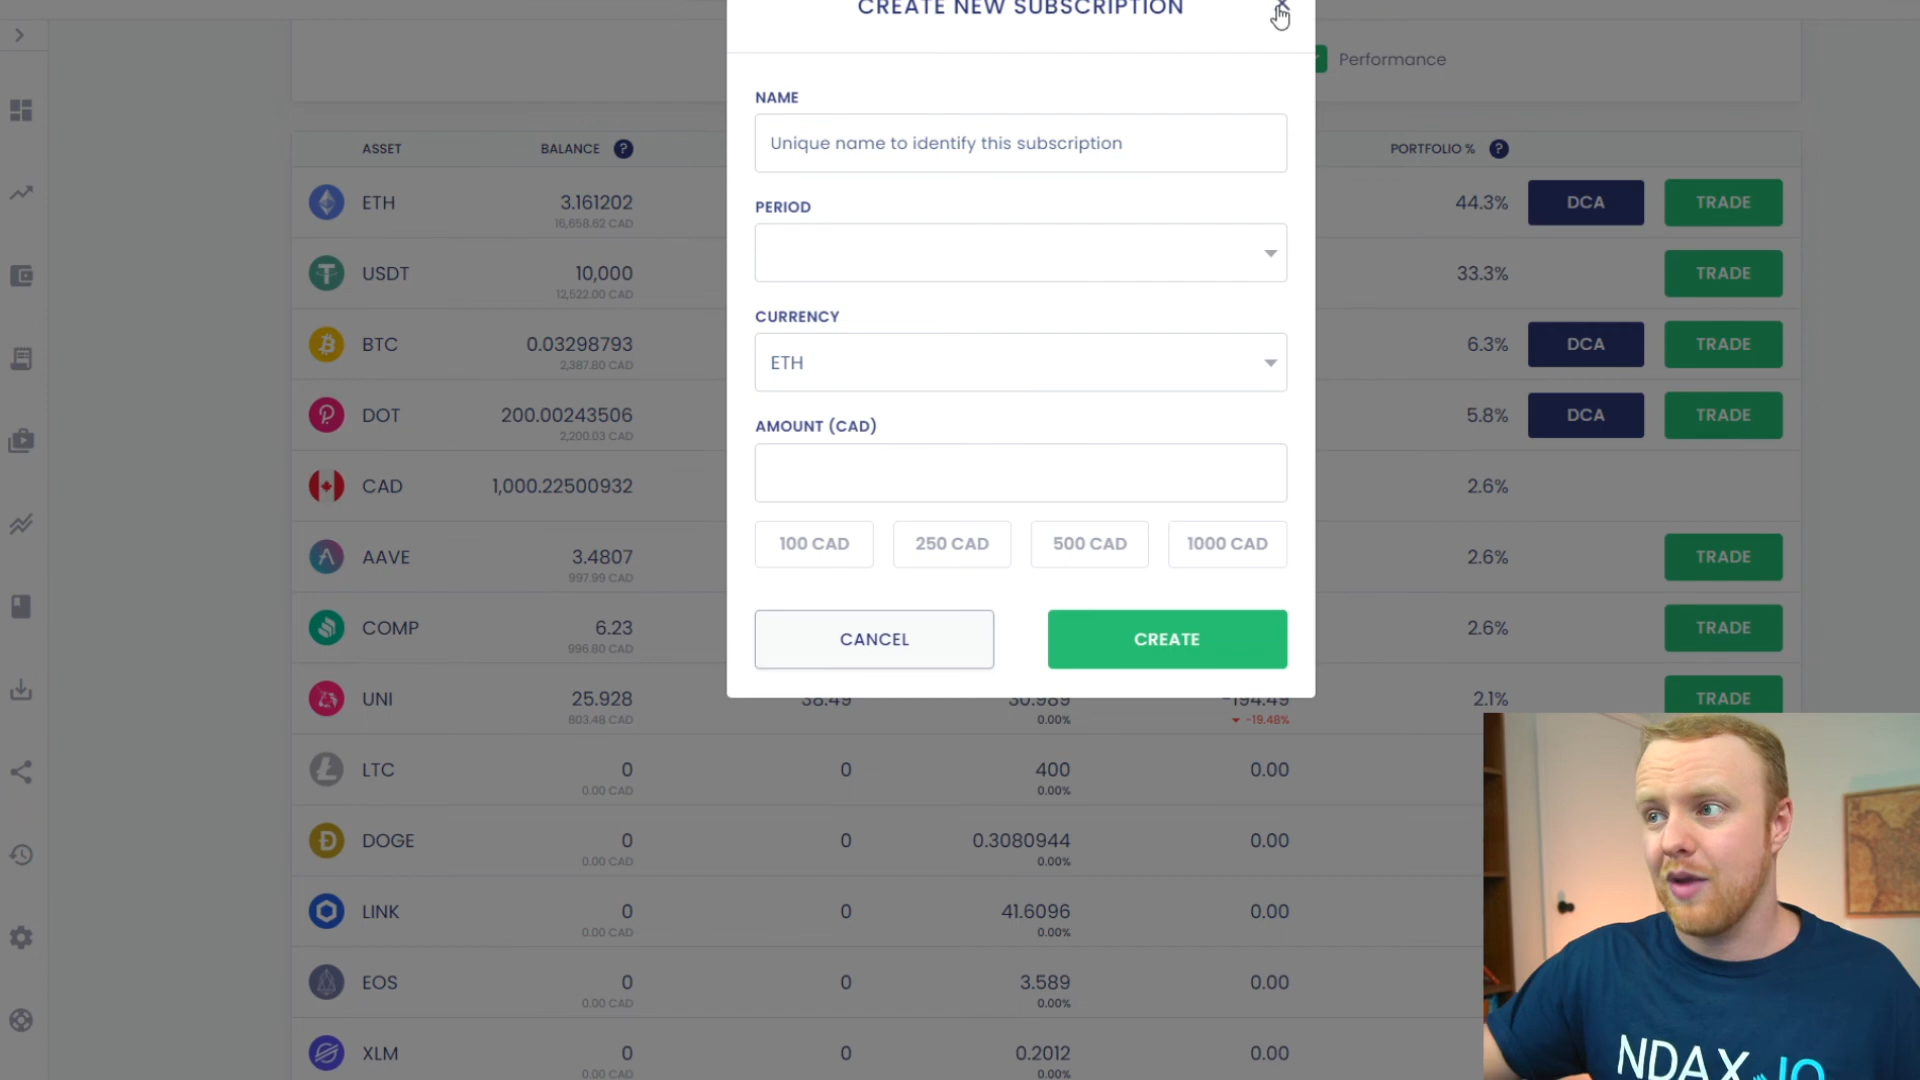 CREATE NEW SUBSCRIPTION
Performance
NAME
Unique name to identify this subscription
PERIOD
CURRENCY
ETH
AMOUNT (CAD)
100 CAD 250 CAD 500 CAD 1000 CAD
CANCEL CREATE
ASSET BALANCE ? PORTFOLIO % ?
ETH 3.161202 44.3% DCA TRADE
16,658.62 CAD
USDT 10,000 33.3% TRADE
12,522.00 CAD
BTC 0.03298793 6.3% DCA TRADE
2,387.80 CAD
DOT 200.00243506 5.8% DCA TRADE
2,200.03 CAD
CAD 1,000.22500932 2.6%
AAVE 3.4807 2.6% TRADE
997.99 CAD
COMP 6.23 2.6% TRADE
996.80 CAD
UNI 25.928 38.49 30.989 -194.49 2.1% TRADE
803.48 CAD 0.00% -19.48%
LTC 0 0 400 0.00
0.00 CAD 0.00%
DOGE 0 0 0.3080944 0.00
0.00 CAD 0.00%
LINK 0 0 41.6096 0.00
0.00 CAD 0.00%
EOS 0 0 3.589 0.00
0.00 CAD 0.00%
XLM 0 0 0.2012 0.00
0.00 CAD 0.00%
NDAX.IO